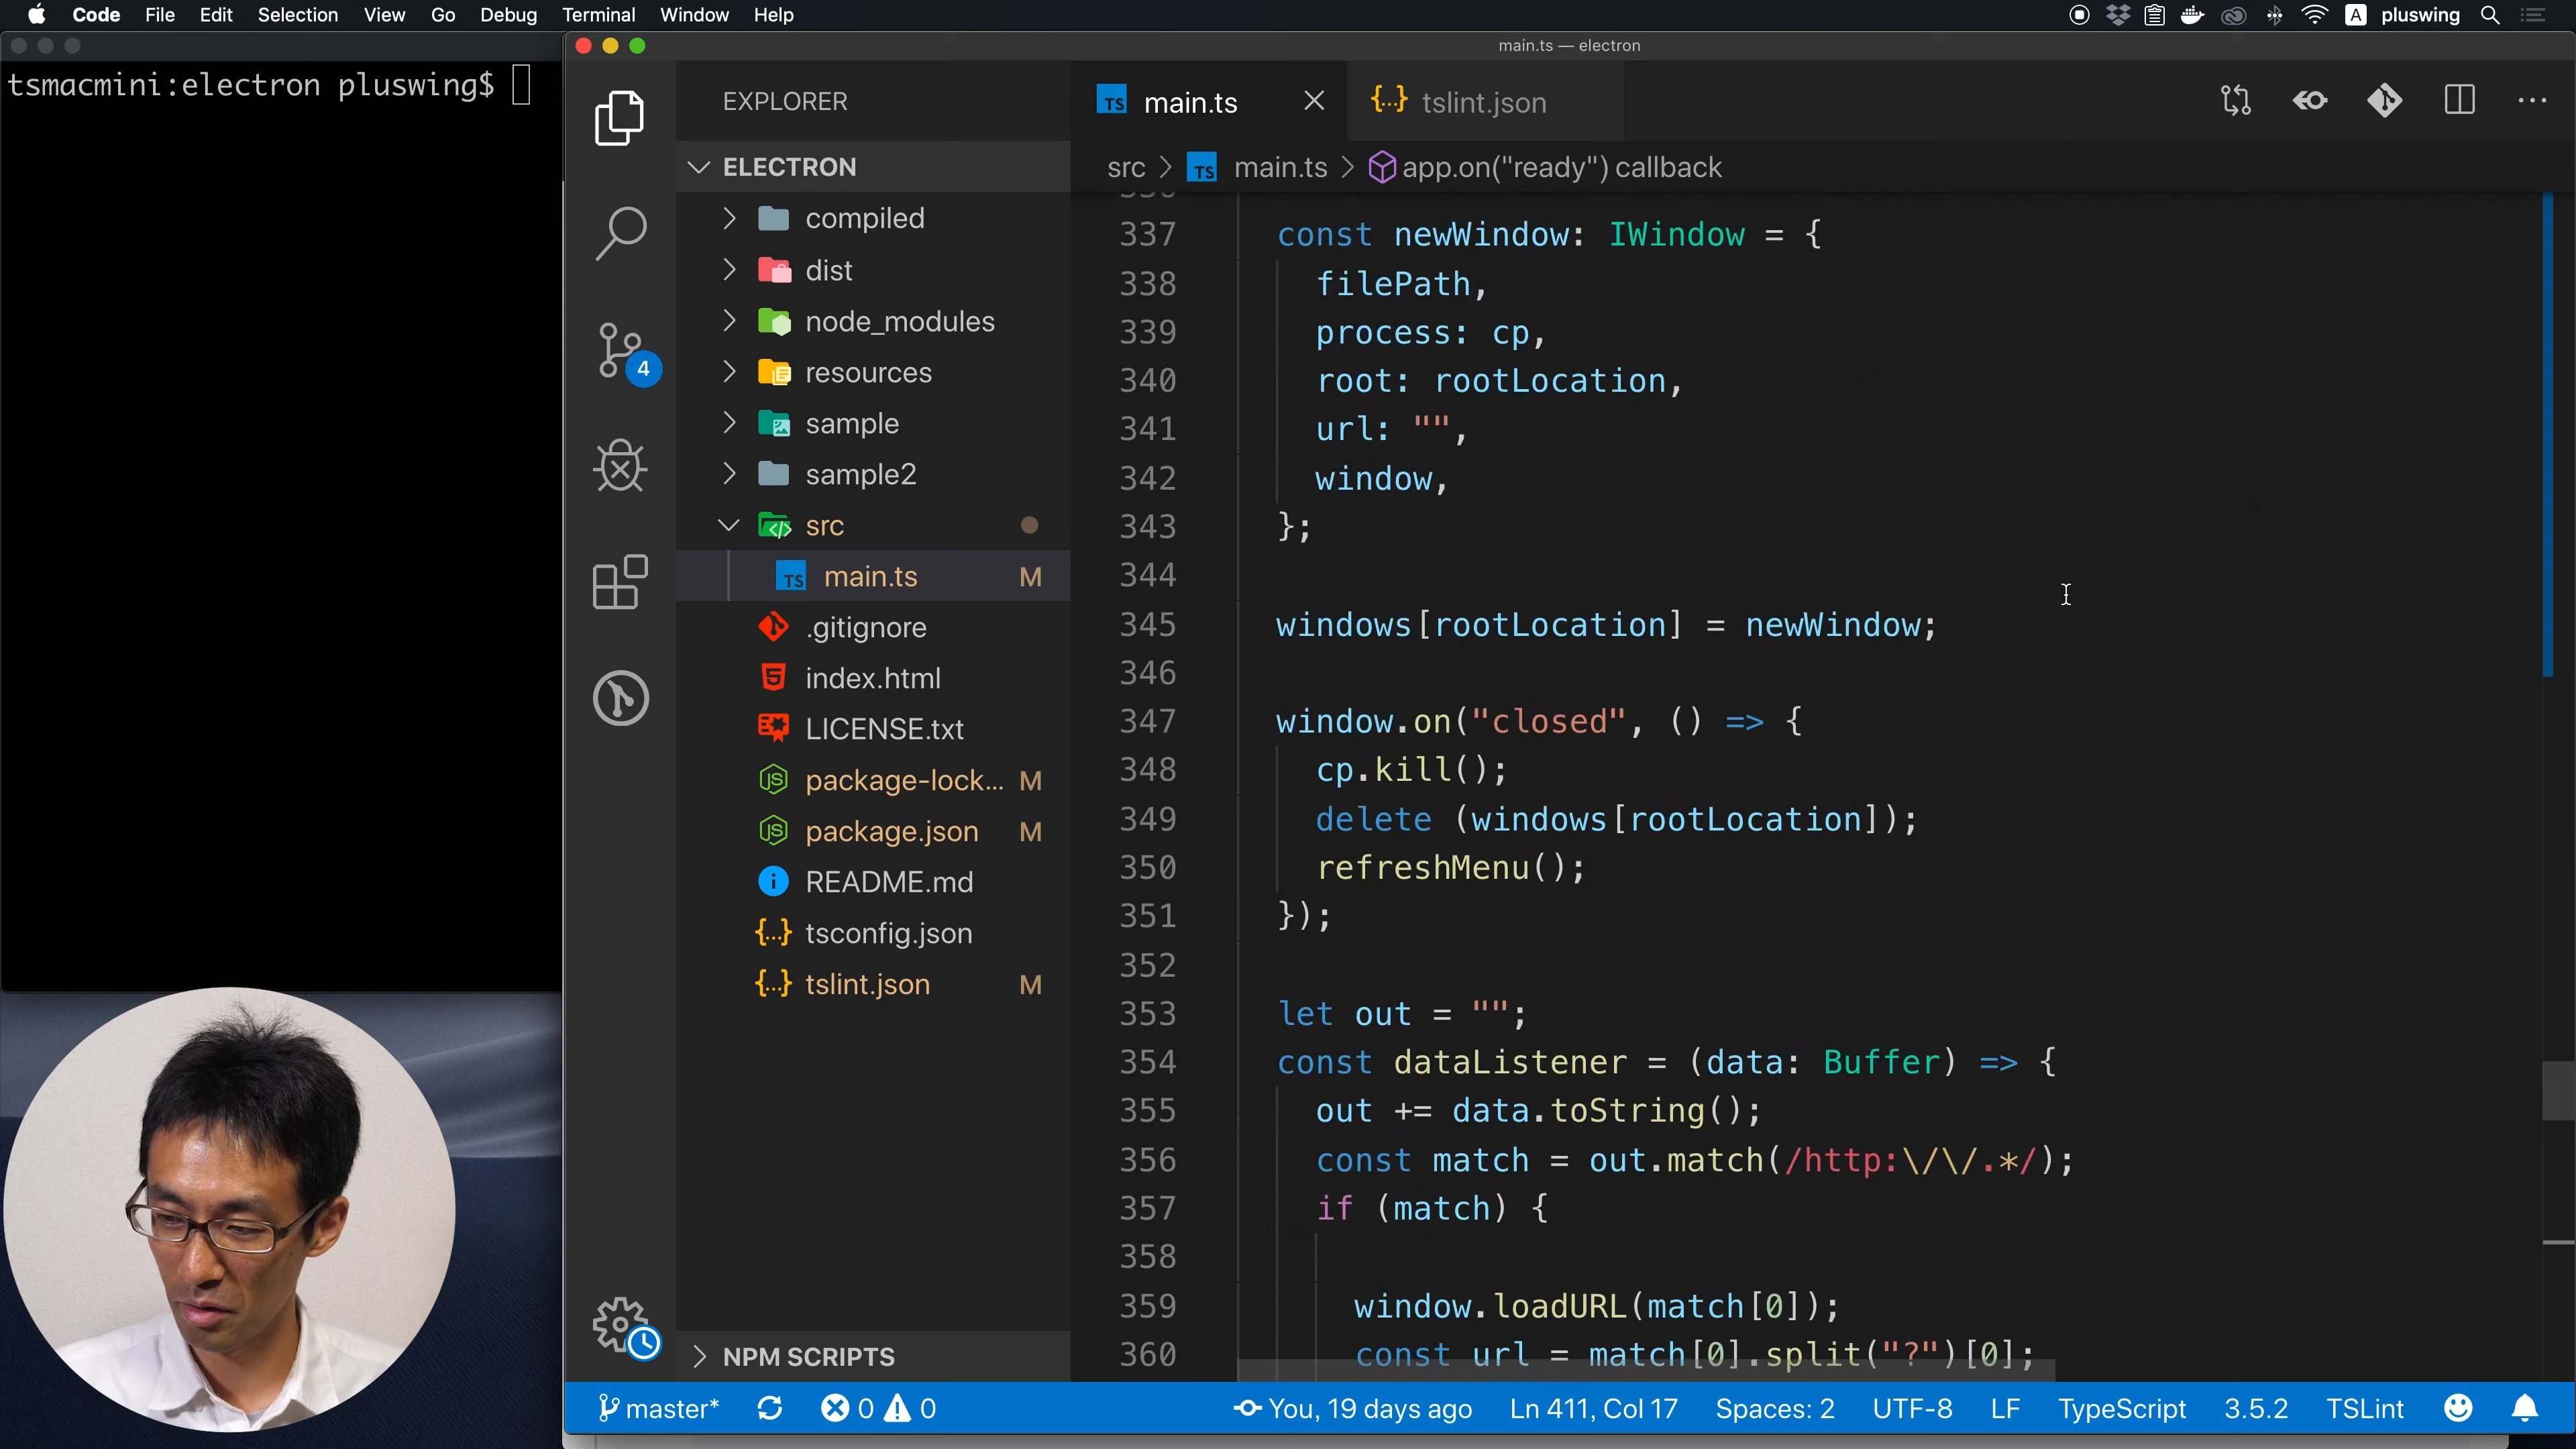 Code File Edit Selection View Go Debug Terminal Window Help
A pluswing
tsmacmini:electron pluswing$
main.ts — electron
EXPLORER
ELECTRON
compiled
dist
node_modules
resources
sample
sample2
src
TS main.ts M
.gitignore
index.html
LICENSE.txt
package-lock... M
package.json M
README.md
tsconfig.json
tslint.json M
NPM SCRIPTS
4
TS main.ts
{...} tslint.json
src > TS main.ts > app.on("ready") callback
337 const newWindow: IWindow = {
338 filePath,
339 process: cp,
340 root: rootLocation,
341 url: "",
342 window,
343 };
344
345 windows[rootLocation] = newWindow;
346
347 window.on("closed", () => {
348 cp.kill();
349 delete (windows[rootLocation]);
350 refreshMenu();
351 });
352
353 let out = "";
354 const dataListener = (data: Buffer) => {
355 out += data.toString();
356 const match = out.match(/http:\/\/.*/);
357 if (match) {
358
359 window.loadURL(match[0]);
360 const url = match[0].split("?")[0];
master* 0 0 You, 19 days ago Ln 411, Col 17 Spaces: 2 UTF-8 LF TypeScript 3.5.2 TSLint